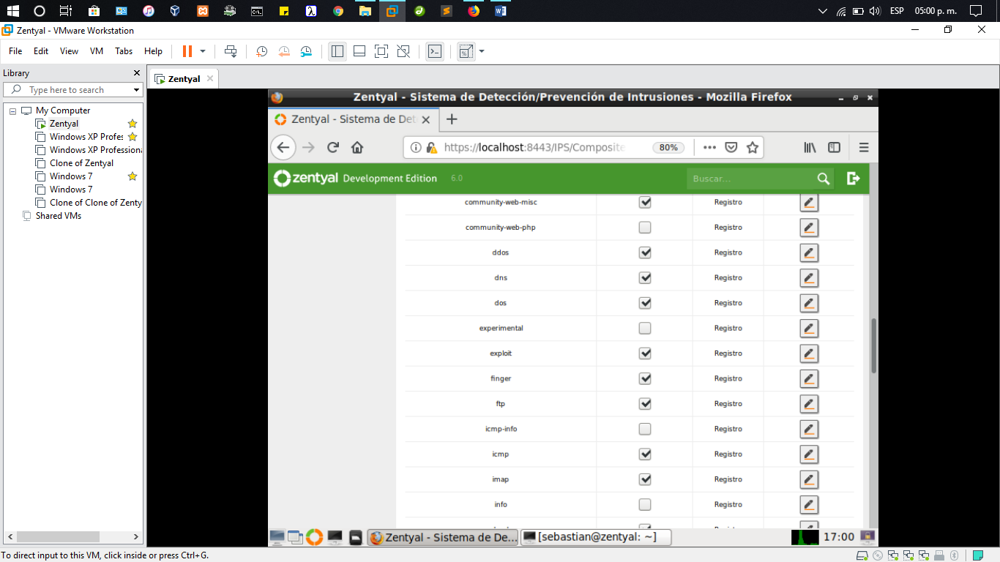 ESP
05:00 p. m.
Zentyal - VMware Workstation
File Edit View VM Tabs Help
Library
Type here to search
My Computer
Zentyal
Windows XP Profes
Windows XP Professiona
Clone of Zentyal
Windows 7
Windows 7
Clone of Clone of Zenty
Shared VMs
Zentyal
Zentyal - Sistema de Detección/Prevención de Intrusiones - Mozilla Firefox
Zentyal - Sistema de Det
https://localhost:8443/IPS/Composite
80%
zentyal Development Edition 6.0
Buscar...
community-web-misc Registro
community-web-php Registro
ddos Registro
dns Registro
dos Registro
experimental Registro
exploit Registro
finger Registro
ftp Registro
icmp-info Registro
icmp Registro
imap Registro
info Registro
Zentyal - Sistema de De...
[sebastian@zentyal: ~]
17:00
To direct input to this VM, click inside or press Ctrl+G.